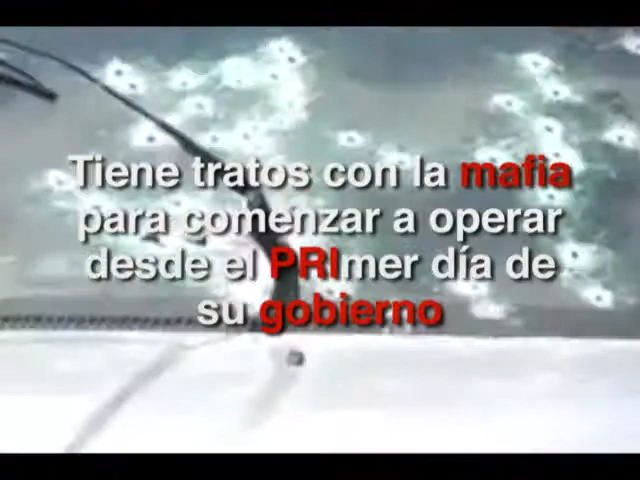 Tiene tratos con la mafia
para comenzar a operar
desde el PRImer día de
su gobierno